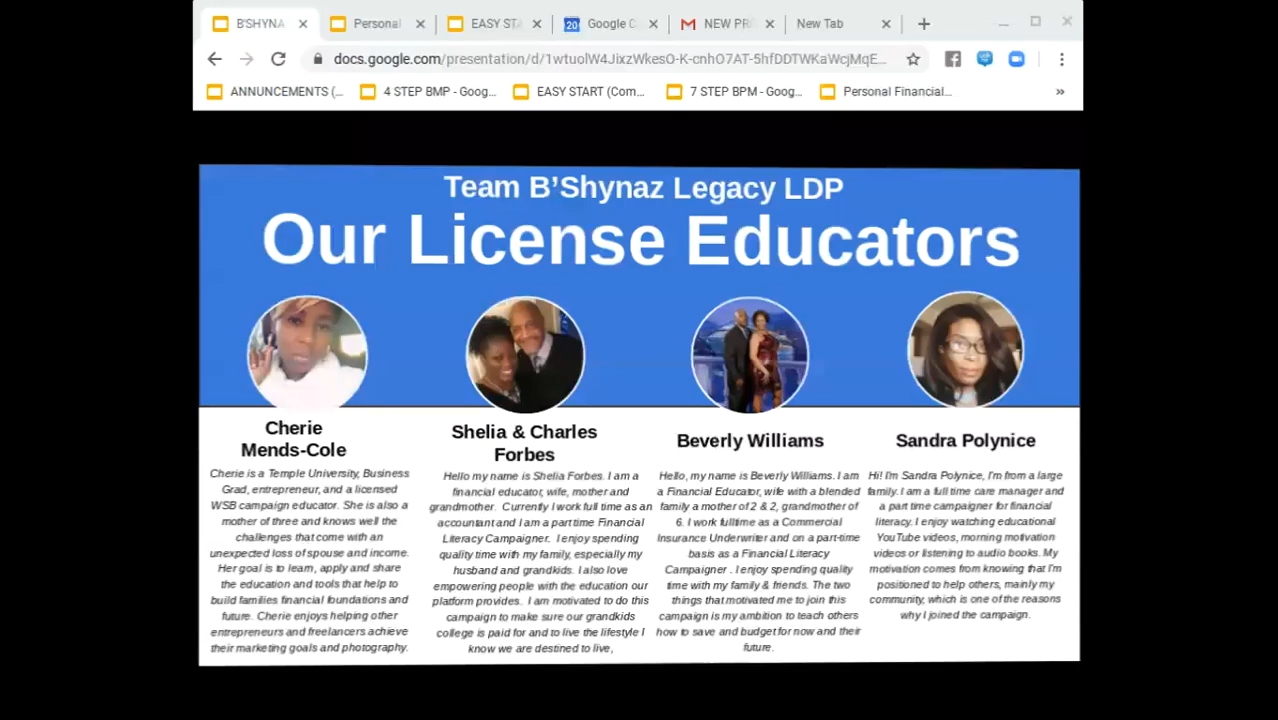 B'SHYNA
Personal
EASY STA
Google C
NEW PR
New Tab
docs.google.com/presentation/d/1wtuolW4JixzWkesO-K-cnhO7AT-5hfDDTWKaWcjMqE...
ANNUNCEMENTS (...
4 STEP BMP - Goog...
EASY START (Com...
7 STEP BPM - Goog...
Personal Financial...
Team B'Shynaz Legacy LDP
Our License Educators
Cherie
Mends-Cole
Cherie is a Temple University, Business
Grad, entrepreneur, and a licensed
WSB campaign educator. She is also a
mother of three and knows well the
challenges that come with an
unexpected loss of spouse and income.
Her goal is to learn, apply and share
the education and tools that help to
build families financial foundations and
future. Cherie enjoys helping other
entrepreneurs and freelancers achieve
their marketing goals and photography.
Shelia & Charles
Forbes
Hello my name is Shelia Forbes. I am a
financial educator, wife, mother and
grandmother. Currently I work full time as an
accountant and I am a part time Financial
Literacy Campaigner. I enjoy spending
quality time with my family, especially my
husband and grandkids. I also love
empowering people with the education our
platform provides. I am motivated to do this
campaign to make sure our grandkids
college is paid for and to live the lifestyle I
know we are destined to live,
Beverly Williams
Hello, my name is Beverly Williams. I am
a Financial Educator, wife with a blended
family a mother of 2 & 2, grandmother of
6. I work fulltime as a Commercial
Insurance Underwriter and on a part-time
basis as a Financial Literacy
Campaigner . I enjoy spending quality
time with my family & friends. The two
things that motivated me to join this
campaign is my ambition to teach others
how to save and budget for now and their
future.
Sandra Polynice
Hi! I'm Sandra Polynice, I'm from a large
family. I am a full time care manager and
a part time campaigner for financial
literacy. I enjoy watching educational
YouTube videos, morning motivation
videos or listening to audio books. My
motivation comes from knowing that I'm
positioned to help others, mainly my
community, which is one of the reasons
why I joined the campaign.